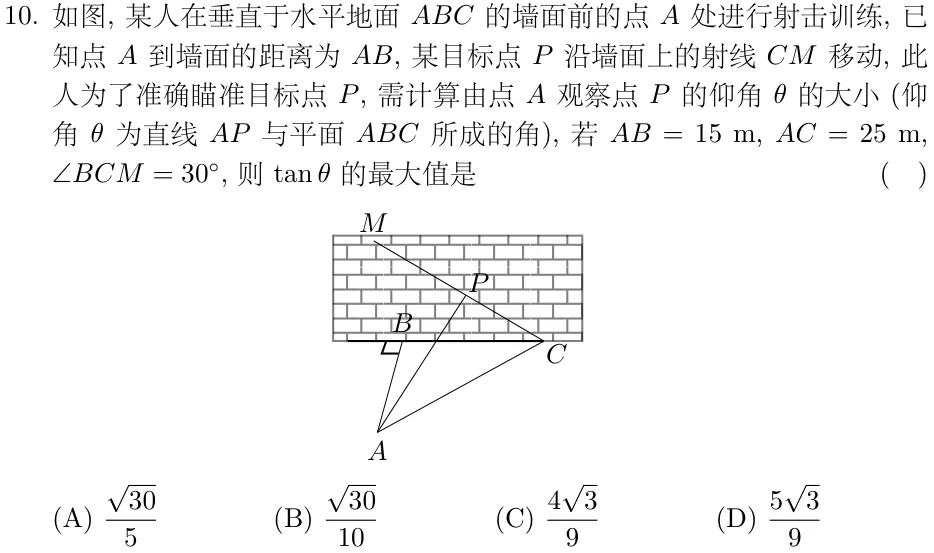 10. 如图, 某人在垂直于水平地面 ABC 的墙面前的点 A 处进行射击训练, 已
知点 A 到墙面的距离为 AB, 某目标点 P 沿墙面上的射线 CM 移动, 此
人为了准确瞄准目标点 P, 需计算由点 A 观察点 P 的仰角 θ 的大小 (仰
角 θ 为直线 AP 与平面 ABC 所成的角), 若 AB = 15 m, AC = 25 m,
∠BCM = 30°, 则 tan θ 的最大值是 ( )
M
P
B
C
A
(A) √30/5 (B) √30/10 (C) 4√3/9 (D) 5√3/9